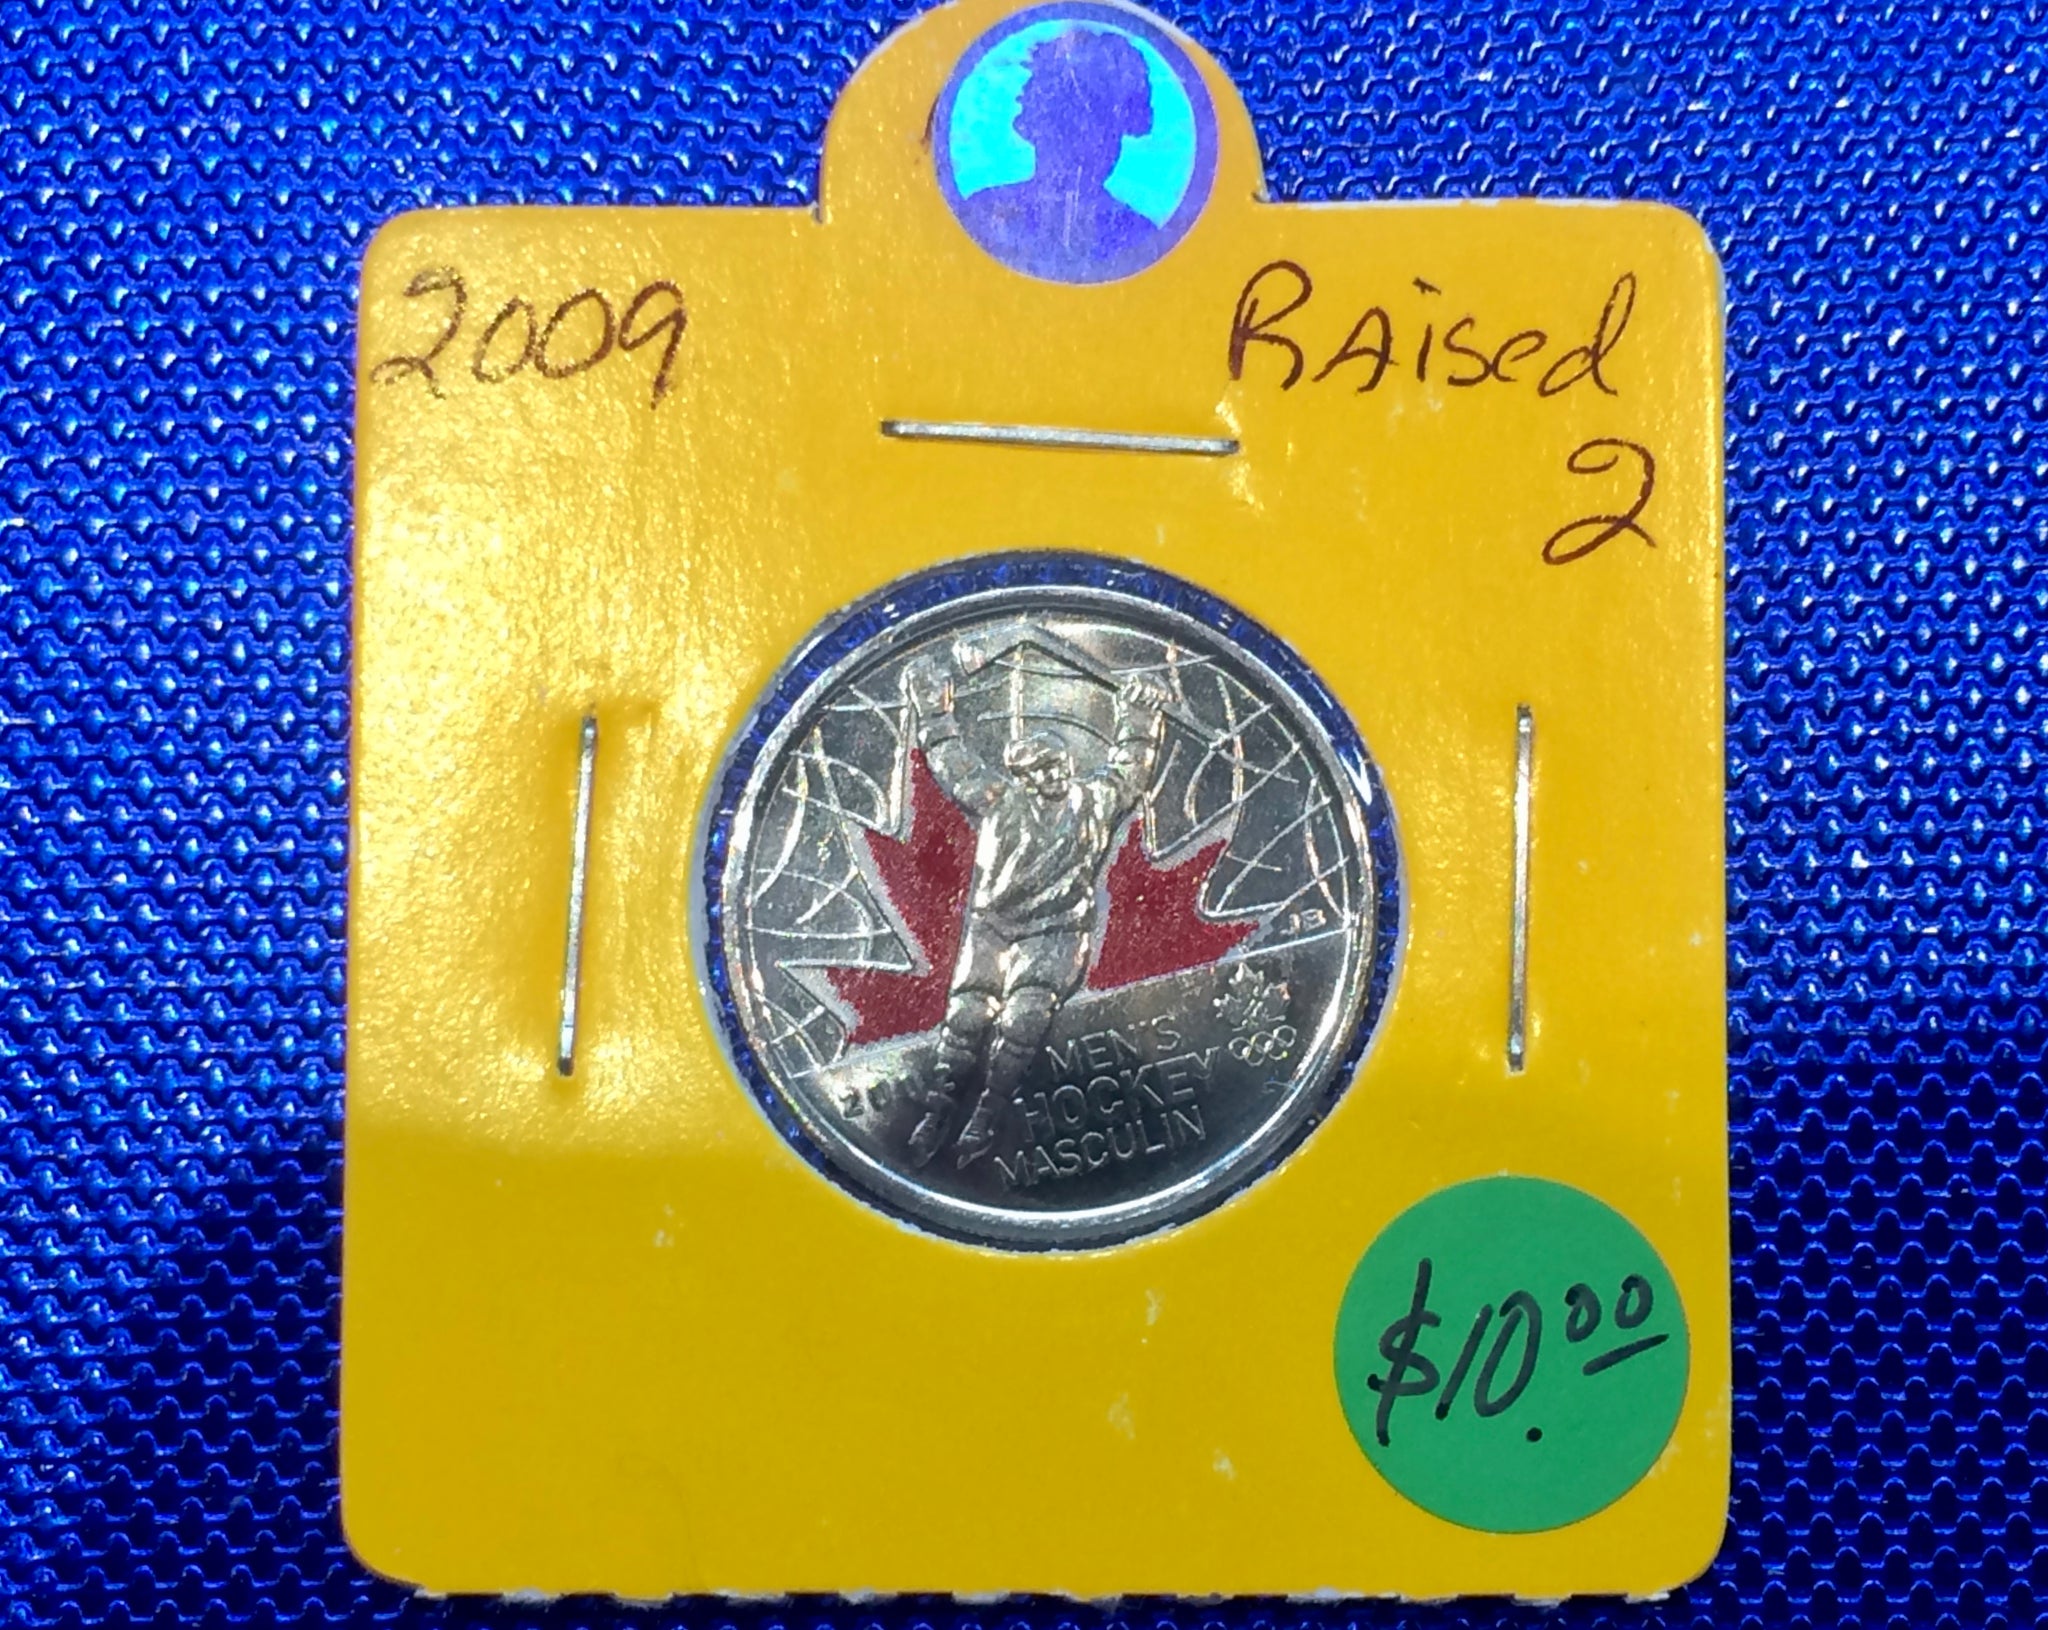 2009
RAised
2
JB
MEN'S
HOCKEY
MASCULIN
$10.00